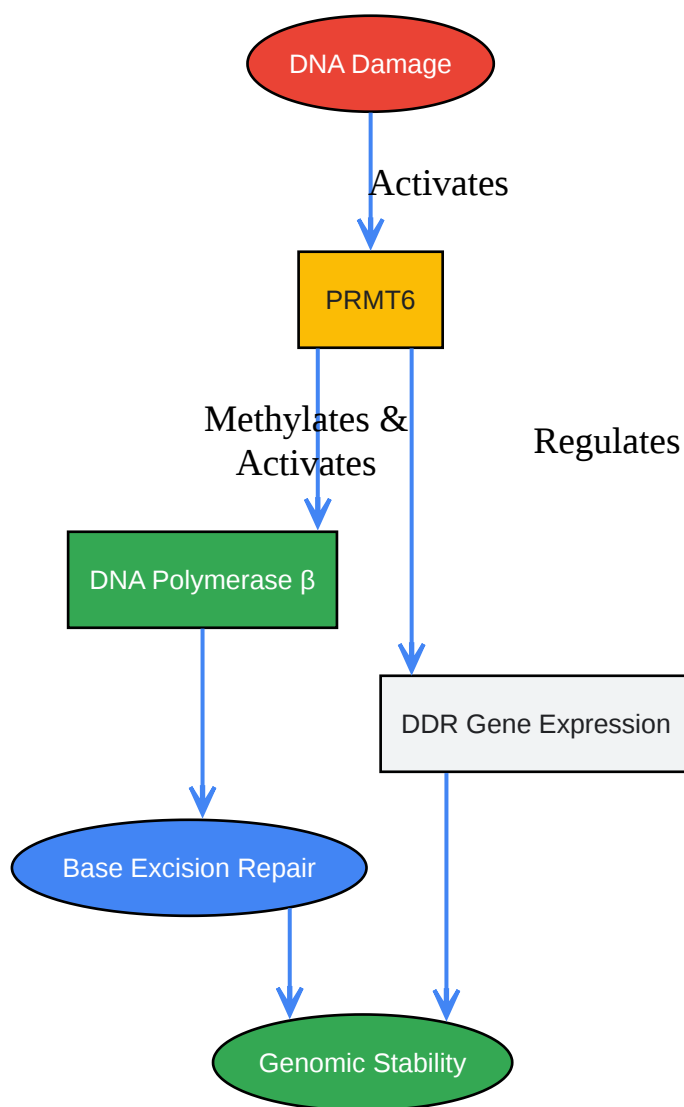 DNA Damage
Activates
PRMT6
Methylates &
Activates
Regulates
DNA Polymerase β
DDR Gene Expression
Base Excision Repair
Genomic Stability